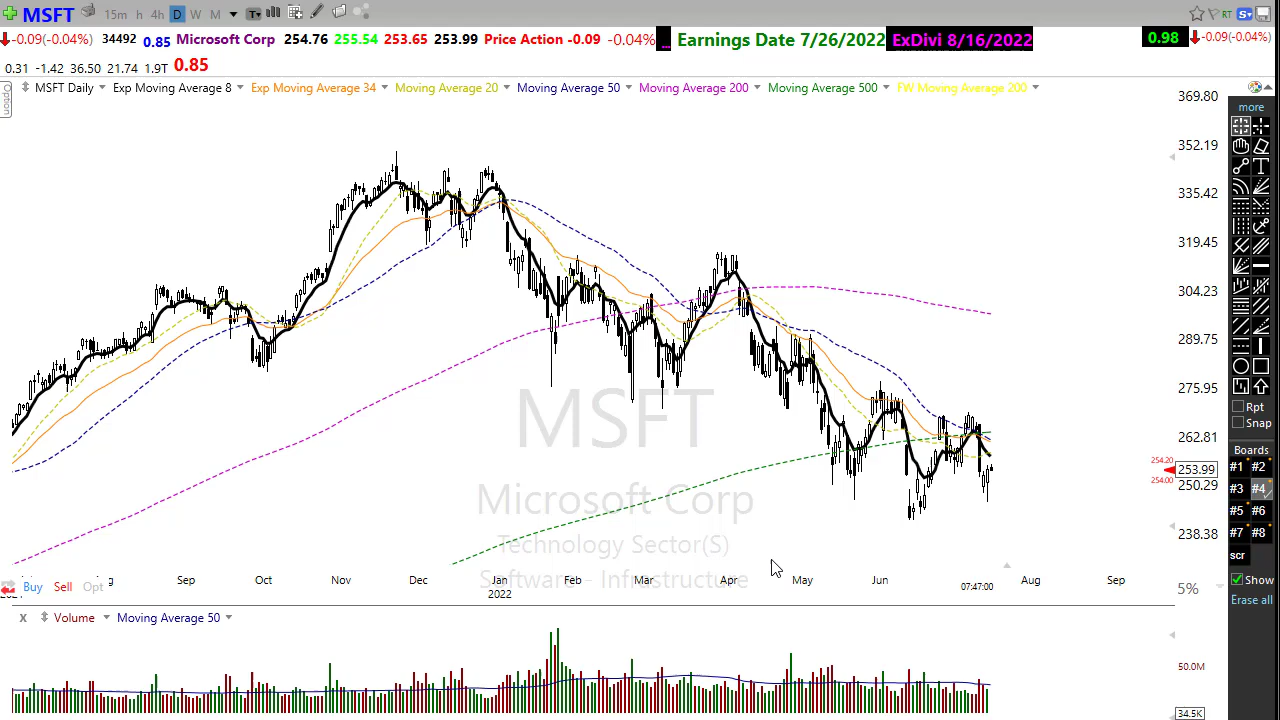 MSFT 15m h 4h D W M T
RT S
-0.09(-0.04%) 34492 0.85 Microsoft Corp 254.76 255.54 253.65 253.99 Price Action -0.09 -0.04% ... Earnings Date 7/26/2022 ExDivi 8/16/2022 0.98 -0.09(-0.04%)
0.31 -1.42 36.50 21.74 1.9T 0.85
Option
MSFT Daily Exp Moving Average 8 Exp Moving Average 34 Moving Average 20 Moving Average 50 Moving Average 200 Moving Average 500 FW Moving Average 200
369.80
352.19
335.42
319.45
304.23
289.75
275.95
262.81
254.20
253.99
254.00
250.29
238.38
MSFT
Microsoft Corp
Technology Sector(S)
Software - Infrastructure
Sep Oct Nov Dec Jan Feb Mar Apr May Jun Aug Sep
2022
07:47:00
Buy Sell Opt
5%
X Volume Moving Average 50
50.0M
34.5K
more
T
Rpt
Snap
Boards
#1 #2
#3 #4
#5 #6
#7 #8
scr
Show
Erase all